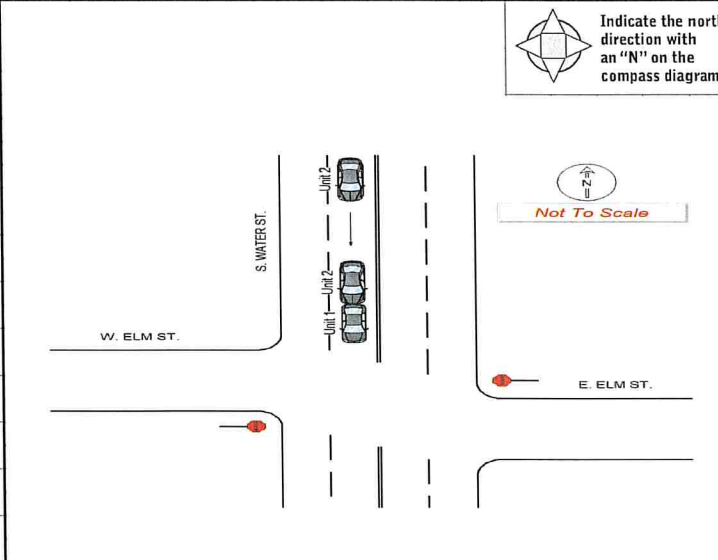 Indicate the nort
direction with
an "N" on the
compass diagram
N
Not To Scale
Unit 2
S. WATER ST.
Unit 2
Unit 1
W. ELM ST.
E. ELM ST.